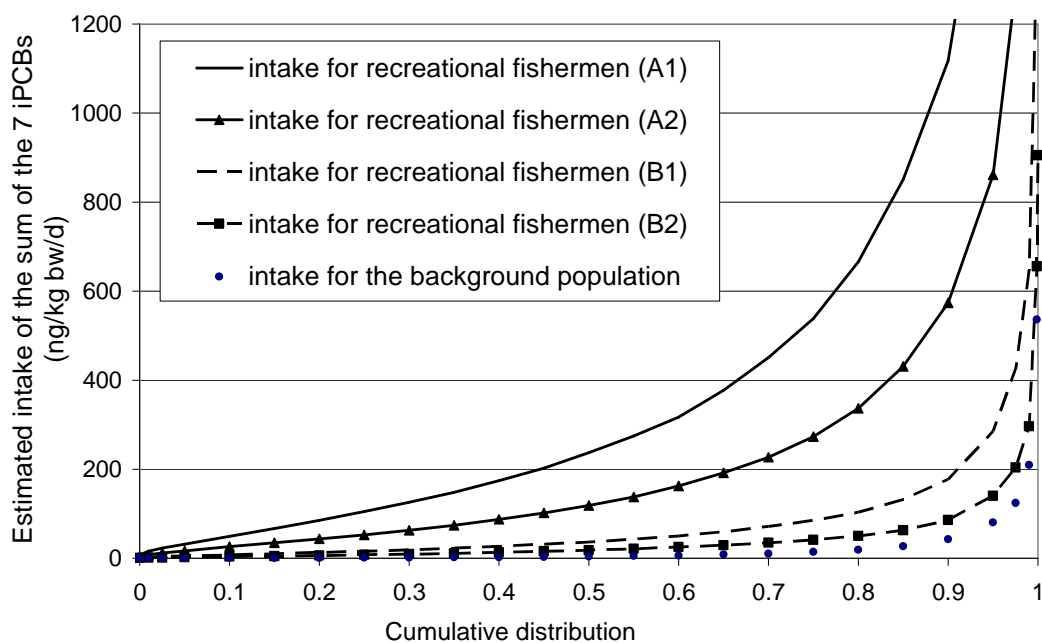 Estimated intake of the sum of the 7 iPCBs
(ng/kg bw/d)
1200
1000
800
600
400
200
0
intake for recreational fishermen (A1)
intake for recreational fishermen (A2)
intake for recreational fishermen (B1)
intake for recreational fishermen (B2)
intake for the background population
0 0.1 0.2 0.3 0.4 0.5 0.6 0.7 0.8 0.9 1
Cumulative distribution